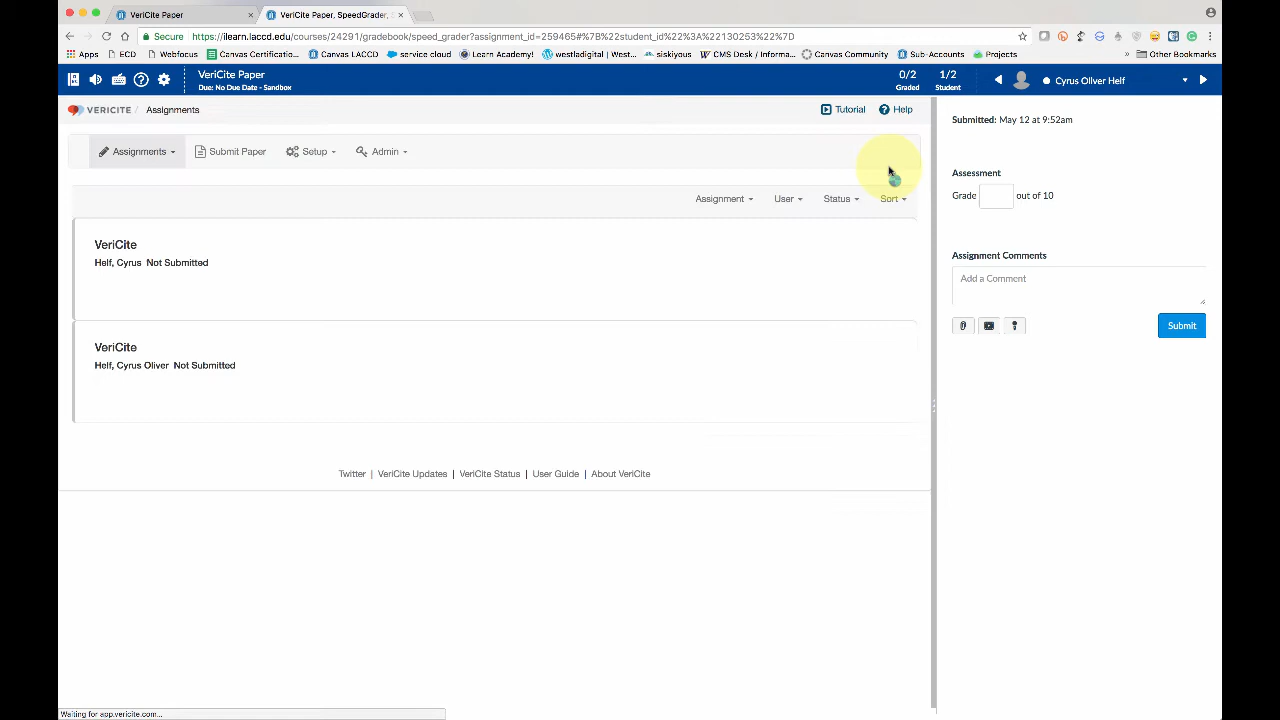 VeriCite Paper
VeriCite Paper, SpeedGrader, S
Secure https://ilearn.laccd.edu/courses/24291/gradebook/speed_grader?assignment_id=259465#%7B%22student_id%22%3A%22130253%22%7D
Apps ECD Webfocus Canvas Certificatio... Canvas LACCD service cloud Learn Academy! westladigital | West... siskiyous CMS Desk / Informa... Canvas Community Sub-Accounts Projects » Other Bookmarks
VeriCite Paper
Due: No Due Date - Sandbox
0/2
Graded
1/2
Student
Cyrus Oliver Helf
VERICITE / Assignments
Tutorial
Help
Assignments
Submit Paper
Setup
Admin
Assignment
User
Status
Sort
VeriCite
Helf, Cyrus Not Submitted
VeriCite
Helf, Cyrus Oliver Not Submitted
Twitter | VeriCite Updates | VeriCite Status | User Guide | About VeriCite
Submitted: May 12 at 9:52am
Assessment
Grade out of 10
Assignment Comments
Add a Comment
Submit
Waiting for app.vericite.com...